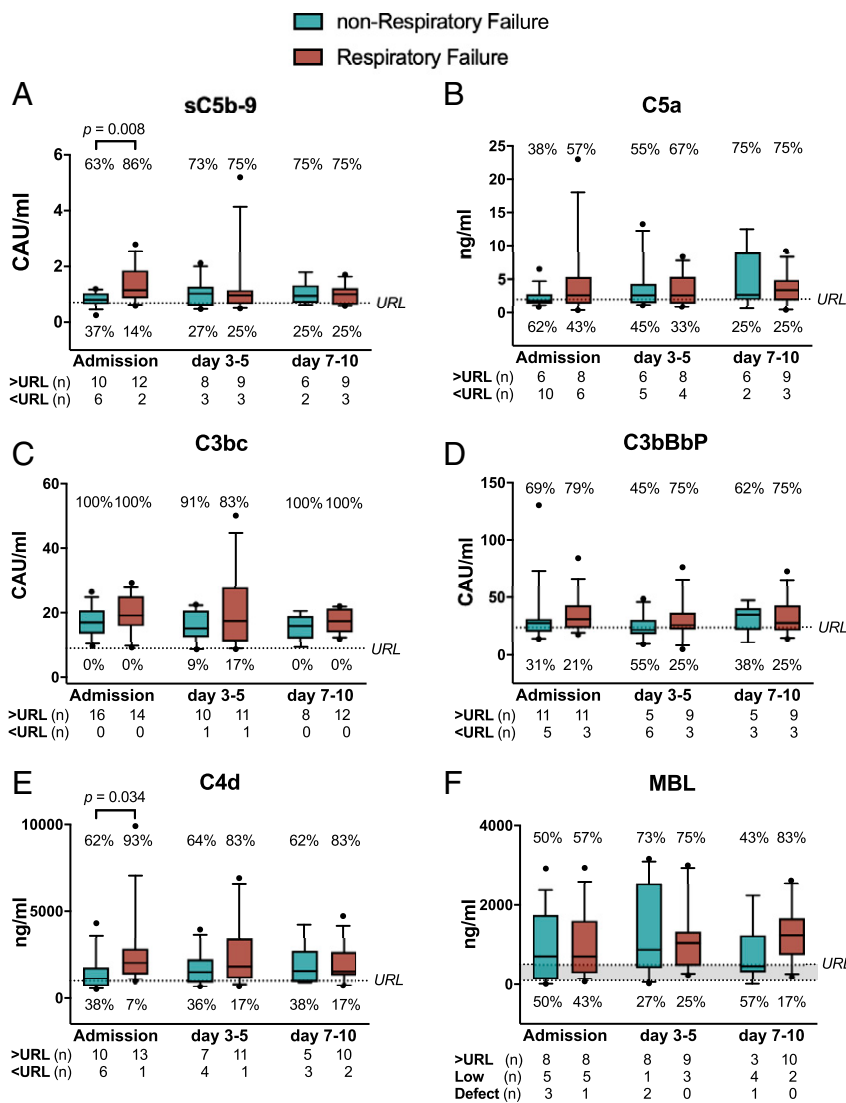 non-Respiratory Failure
Respiratory Failure
A
sC5b-9
p = 0.008
63% 86% 73% 75% 75% 75%
6
4
2
0
CAU/ml
URL
37% 14% 27% 25% 25% 25%
Admission day 3-5 day 7-10
>URL (n) 10 12 8 9 6 9
<URL (n) 6 2 3 3 2 3
B
C5a
38% 57% 55% 67% 75% 75%
25
20
15
10
5
0
ng/ml
URL
62% 43% 45% 33% 25% 25%
Admission day 3-5 day 7-10
>URL (n) 6 8 6 8 6 9
<URL (n) 10 6 5 4 2 3
C
C3bc
100% 100% 91% 83% 100% 100%
60
40
20
0
CAU/ml
URL
0% 0% 9% 17% 0% 0%
Admission day 3-5 day 7-10
>URL (n) 16 14 10 11 8 12
<URL (n) 0 0 1 1 0 0
D
C3bBbP
69% 79% 45% 75% 62% 75%
150
100
50
0
CAU/ml
URL
31% 21% 55% 25% 38% 25%
Admission day 3-5 day 7-10
>URL (n) 11 11 5 9 5 9
<URL (n) 5 3 6 3 3 3
E
C4d
p = 0.034
62% 93% 64% 83% 62% 83%
10000
5000
0
ng/ml
URL
38% 7% 36% 17% 38% 17%
Admission day 3-5 day 7-10
>URL (n) 10 13 7 11 5 10
<URL (n) 6 1 4 1 3 2
F
MBL
50% 57% 73% 75% 43% 83%
4000
2000
0
ng/ml
URL
50% 43% 27% 25% 57% 17%
Admission day 3-5 day 7-10
>URL (n) 8 8 8 9 3 10
Low (n) 5 5 1 3 4 2
Defect (n) 3 1 2 0 1 0